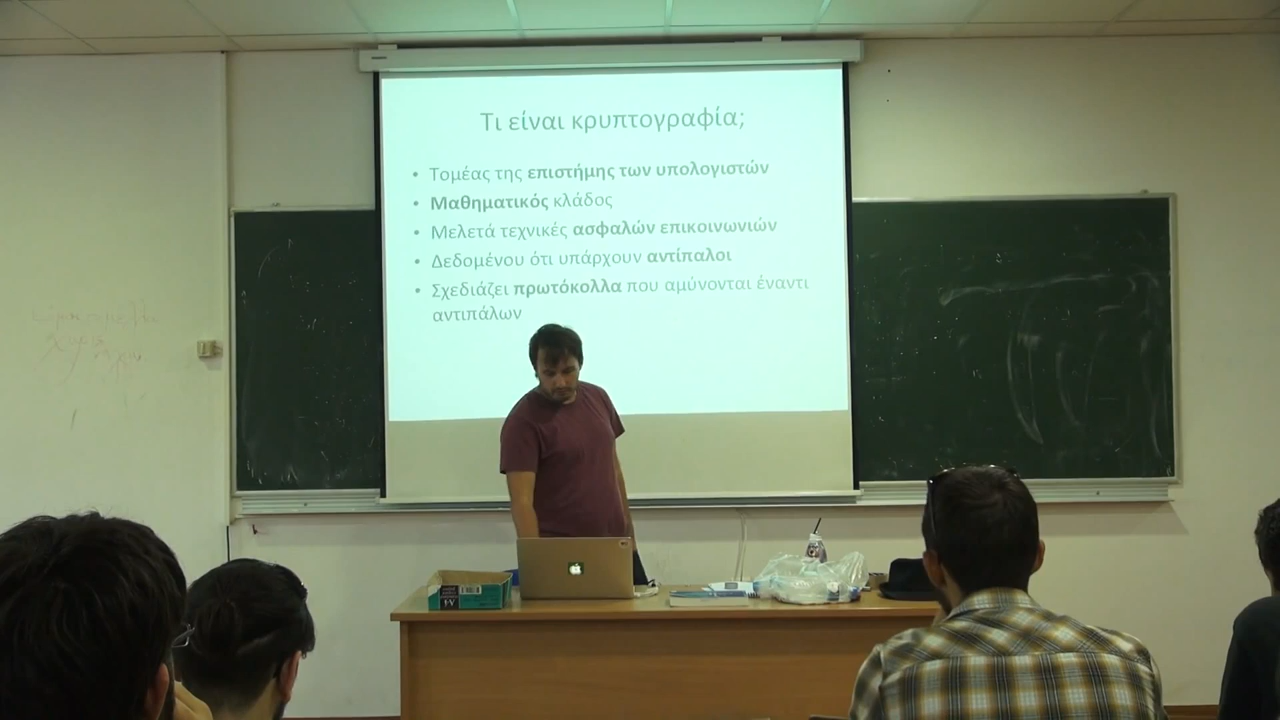 Τι είναι κρυπτογραφία;
• Τομέας της επιστήμης των υπολογιστών
• Μαθηματικός κλάδος
• Μελετά τεχνικές ασφαλών επικοινωνιών
• Δεδομένου ότι υπάρχουν αντίπαλοι
• Σχεδιάζει πρωτόκολλα που αμύνονται έναντι
αντιπάλων